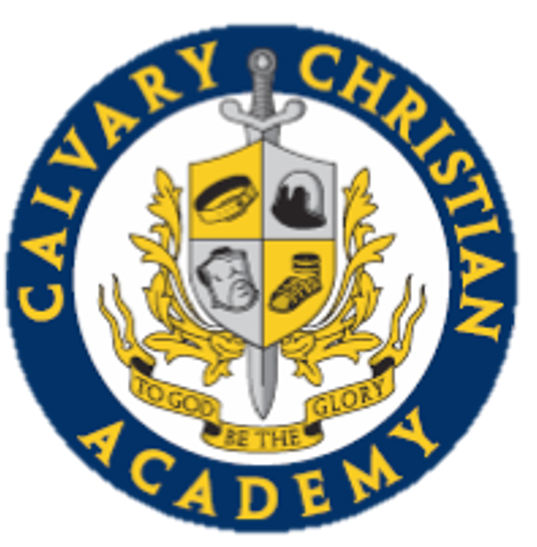 CALVARY CHRISTIAN
ACADEMY
TO GOD
BE THE
GLORY